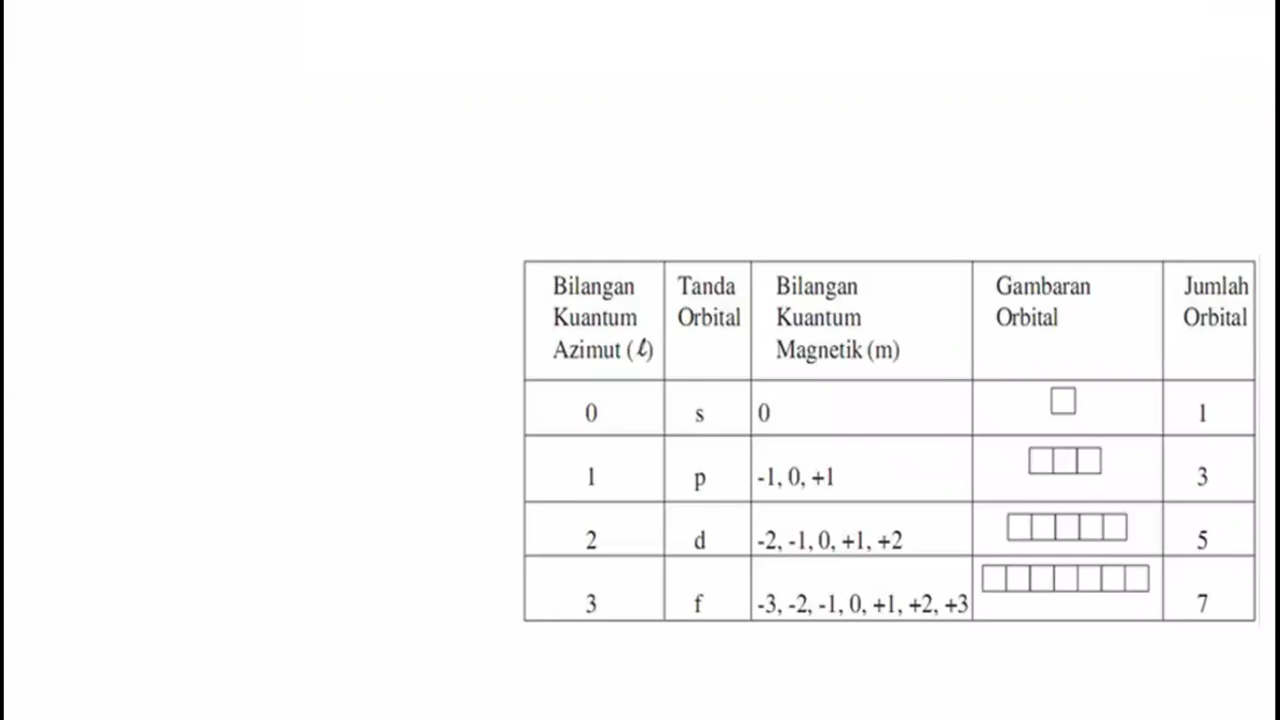 Bilangan Kuantum Azimut (ℓ)
Tanda Orbital
Bilangan Kuantum Magnetik (m)
Gambaran Orbital
Jumlah Orbital
0 s 0 1
1 p -1, 0, +1 3
2 d -2, -1, 0, +1, +2 5
3 f -3, -2, -1, 0, +1, +2, +3 7